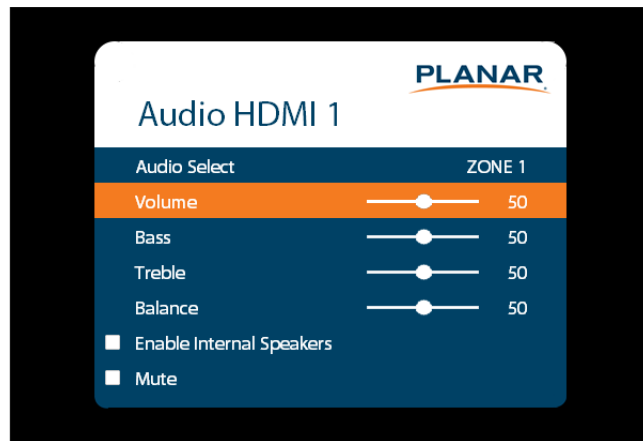 PLANAR
Audio HDMI 1
Audio Select ZONE 1
Volume 50
Bass 50
Treble 50
Balance 50
Enable Internal Speakers
Mute